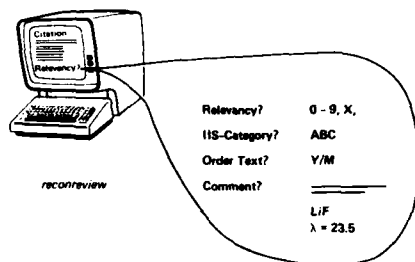 Citation
Relevancy?
Relevancy? 0 - 9, X,
IIS-Category? ABC
Order Text? Y/M
Comment?
LiF
λ = 23.5
reconreview